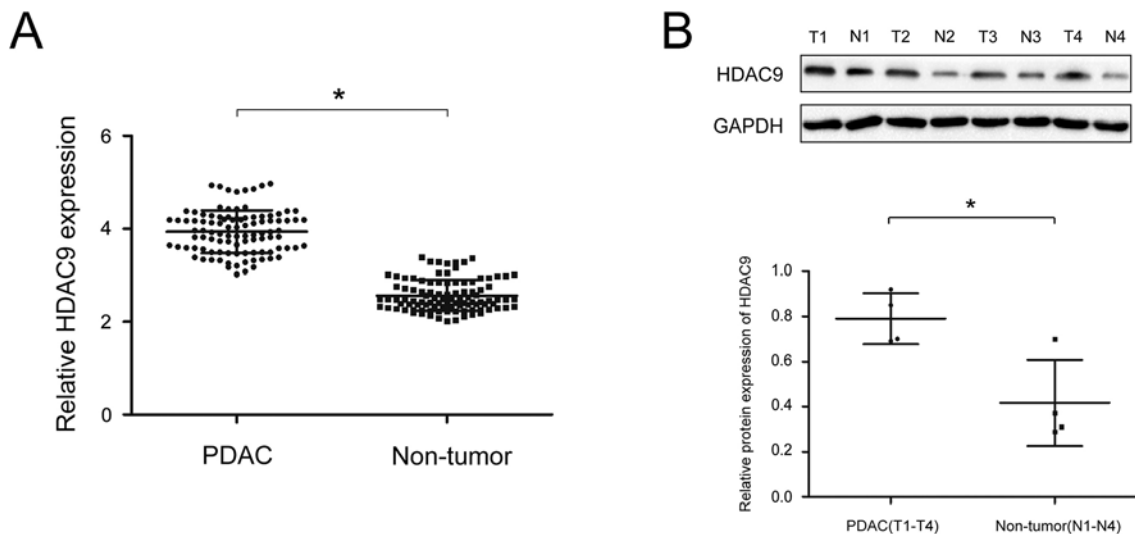 A
*
Relative HDAC9 expression
6
4
2
0
PDAC Non-tumor
B
T1 N1 T2 N2 T3 N3 T4 N4
HDAC9
GAPDH
*
Relative protein expression of HDAC9
1.0
0.8
0.6
0.4
0.2
0.0
PDAC(T1-T4) Non-tumor(N1-N4)